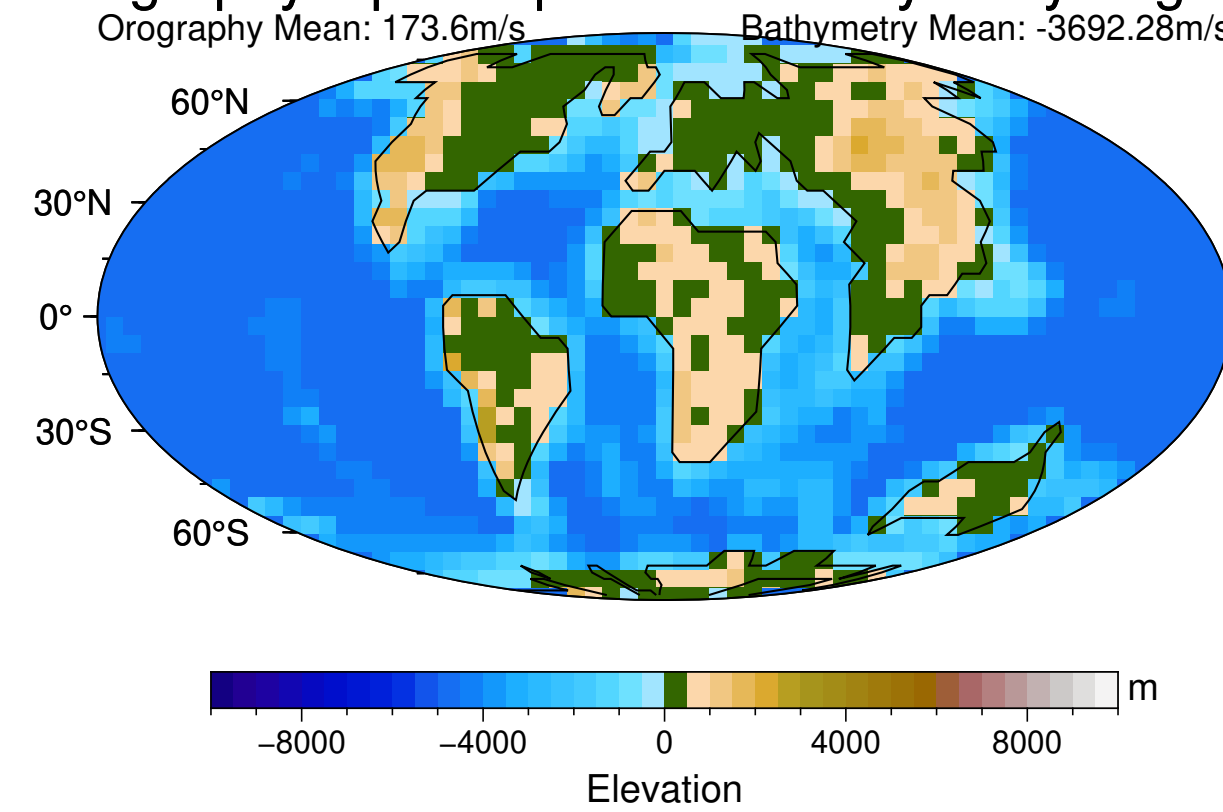 Orography Mean: 173.6m/s Bathymetry Mean: -3692.28m/s
60°N
30°N
0°
30°S
60°S
m
−8000 −4000 0 4000 8000
Elevation